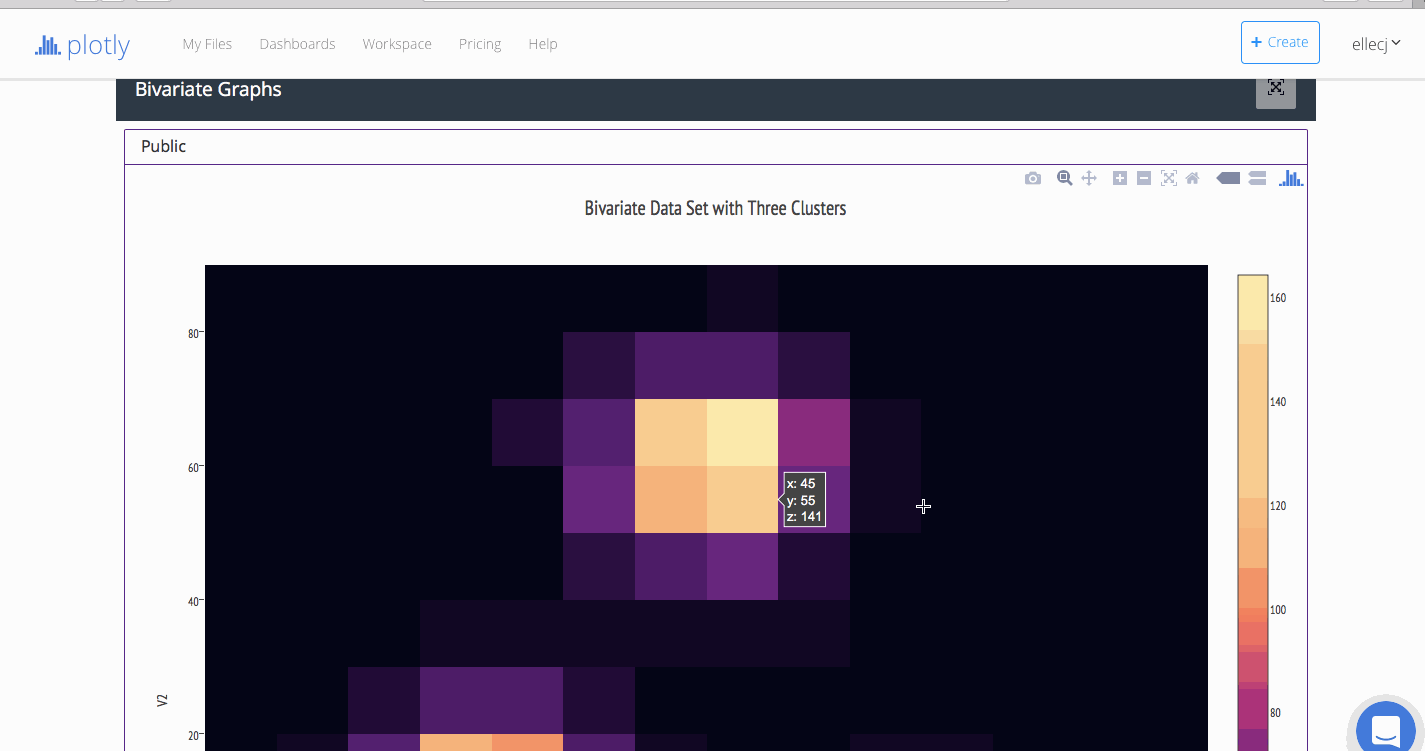 plotly My Files Dashboards Workspace Pricing Help + Create ellecj
Bivariate Graphs
Public
Bivariate Data Set with Three Clusters
80
60
40
20
V2
x: 45
y: 55
z: 141
160
140
120
100
80